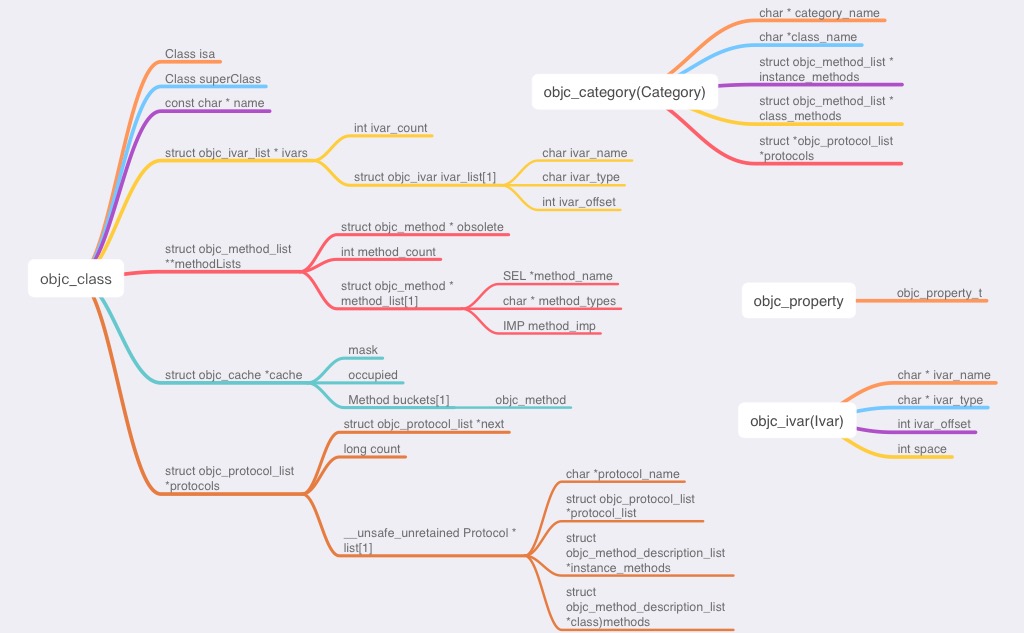 objc_class
Class isa
Class superClass
const char * name
struct objc_ivar_list * ivars
int ivar_count
struct objc_ivar ivar_list[1]
char ivar_name
char ivar_type
int ivar_offset
struct objc_method_list
**methodLists
struct objc_method * obsolete
int method_count
struct objc_method *
method_list[1]
SEL *method_name
char * method_types
IMP method_imp
struct objc_cache *cache
mask
occupied
Method buckets[1]
objc_method
struct objc_protocol_list
*protocols
struct objc_protocol_list *next
long count
__unsafe_unretained Protocol *
list[1]
char *protocol_name
struct objc_protocol_list
*protocol_list
struct
objc_method_description_list
*instance_methods
struct
objc_method_description_list
*class)methods
objc_category(Category)
char * category_name
char *class_name
struct objc_method_list *
instance_methods
struct objc_method_list *
class_methods
struct *objc_protocol_list
*protocols
objc_property
objc_property_t
objc_ivar(Ivar)
char * ivar_name
char * ivar_type
int ivar_offset
int space